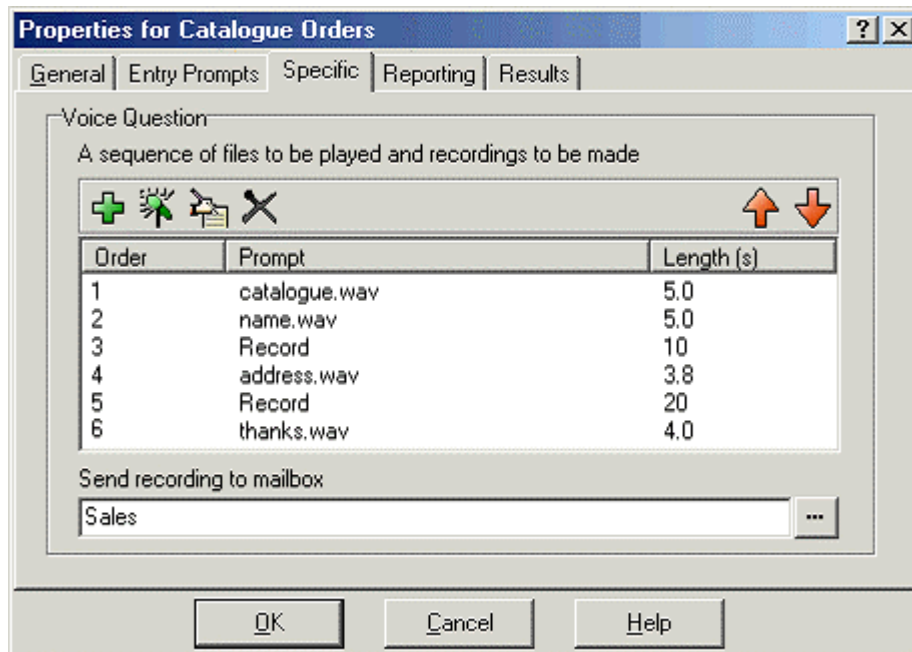 Properties for Catalogue Orders
General Entry Prompts Specific Reporting Results
Voice Question
A sequence of files to be played and recordings to be made
Order Prompt Length (s)
1 catalogue.wav 5.0
2 name.wav 5.0
3 Record 10
4 address.wav 3.8
5 Record 20
6 thanks.wav 4.0
Send recording to mailbox
Sales ...
OK Cancel Help